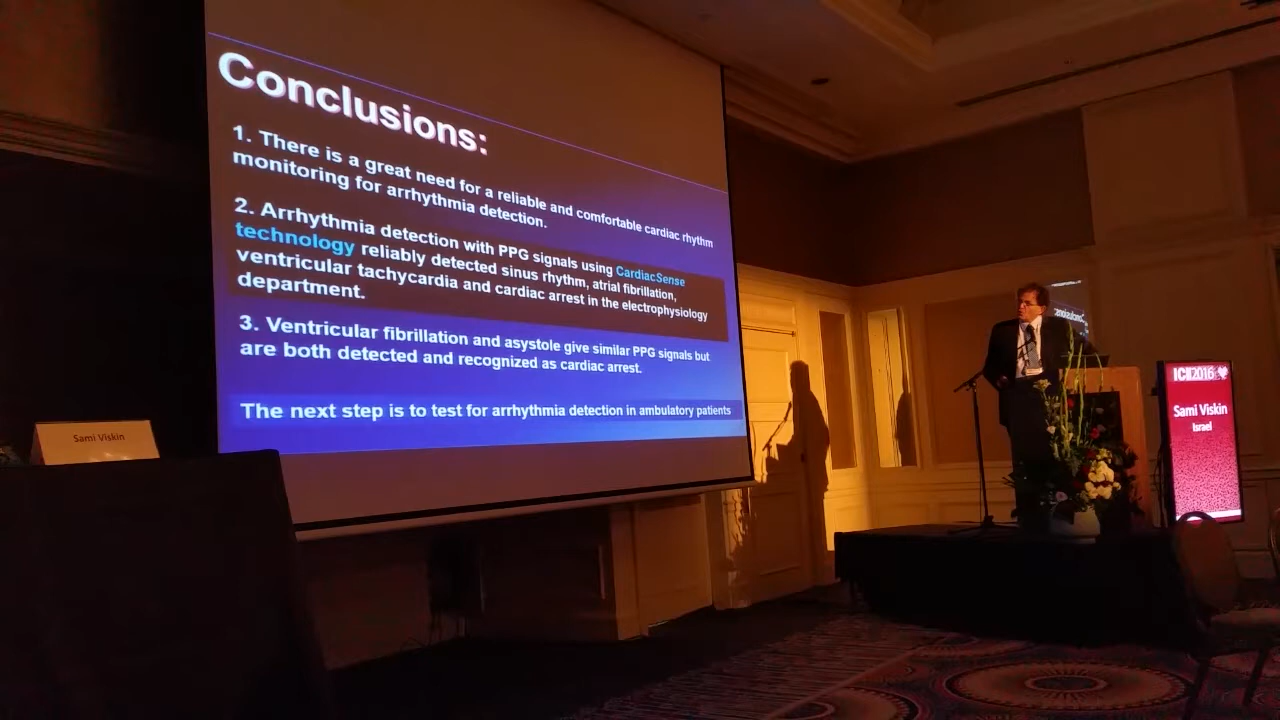 Conclusions:
1. There is a great need for a reliable and comfortable cardiac rhythm
monitoring for arrhythmia detection.
2. Arrhythmia detection with PPG signals using CardiacSense
technology reliably detected sinus rhythm, atrial fibrillation,
ventricular tachycardia and cardiac arrest in the electrophysiology
department.
3. Ventricular fibrillation and asystole give similar PPG signals but
are both detected and recognized as cardiac arrest.
The next step is to test for arrhythmia detection in ambulatory patients
Sami Viskin
ICI2016
Sami Viskin
Israel